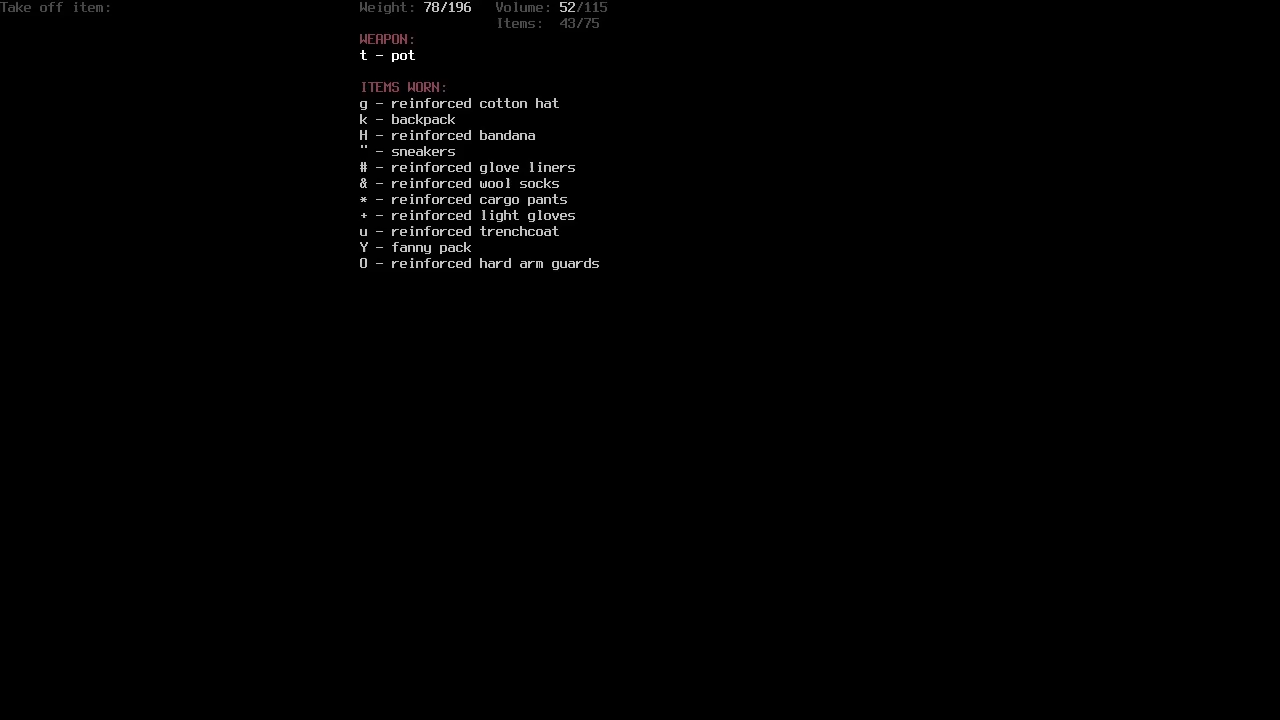 Take off item: Weight: 78/196 Volume: 52/115
Items: 43/75
WEAPON:
t - pot
ITEMS WORN:
g - reinforced cotton hat
k - backpack
H - reinforced bandana
" - sneakers
# - reinforced glove liners
& - reinforced wool socks
* - reinforced cargo pants
+ - reinforced light gloves
u - reinforced trenchcoat
Y - fanny pack
O - reinforced hard arm guards